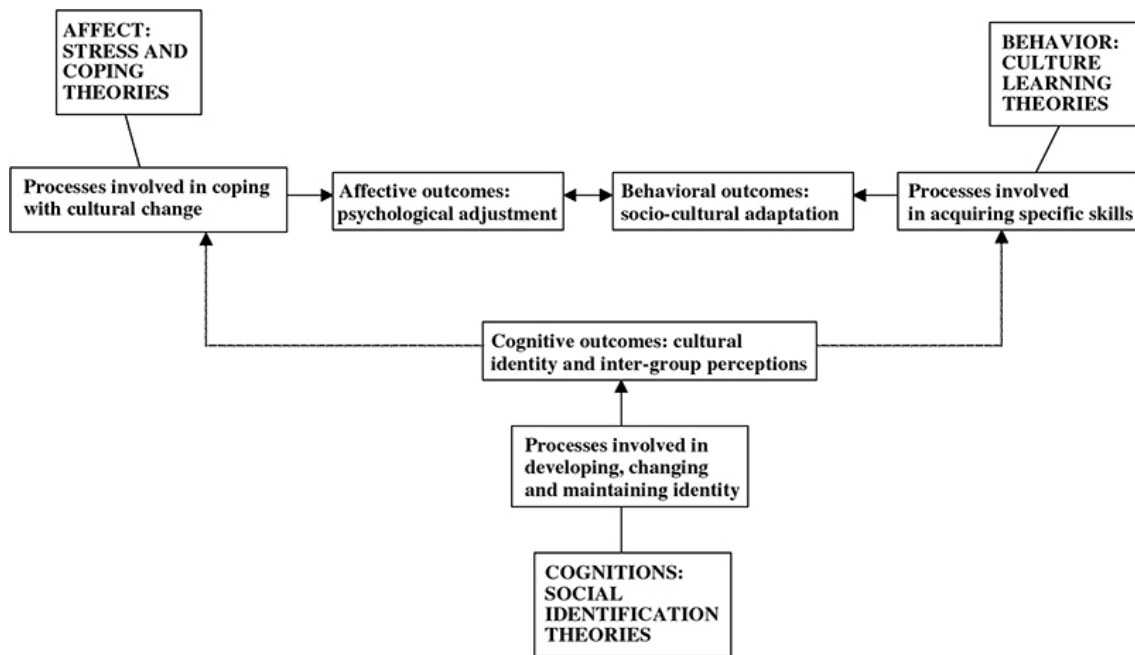 AFFECT:
STRESS AND
COPING
THEORIES
BEHAVIOR:
CULTURE
LEARNING
THEORIES
Processes involved in coping
with cultural change
Affective outcomes:
psychological adjustment
Behavioral outcomes:
socio-cultural adaptation
Processes involved
in acquiring specific skills
Cognitive outcomes: cultural
identity and inter-group perceptions
Processes involved in
developing, changing
and maintaining identity
COGNITIONS:
SOCIAL
IDENTIFICATION
THEORIES